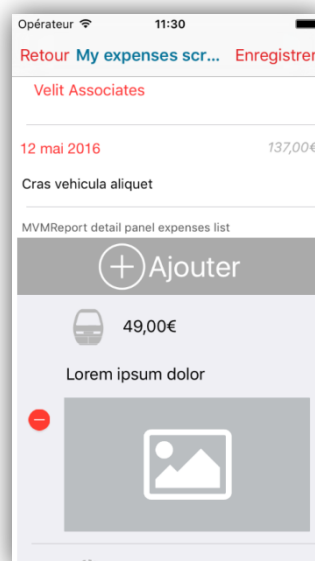 Opérateur 11:30
Retour My expenses scr... Enregistrer
Velit Associates
12 mai 2016 137,00€
Cras vehicula aliquet
MVMReport detail panel expenses list
Ajouter
49,00€
Lorem ipsum dolor